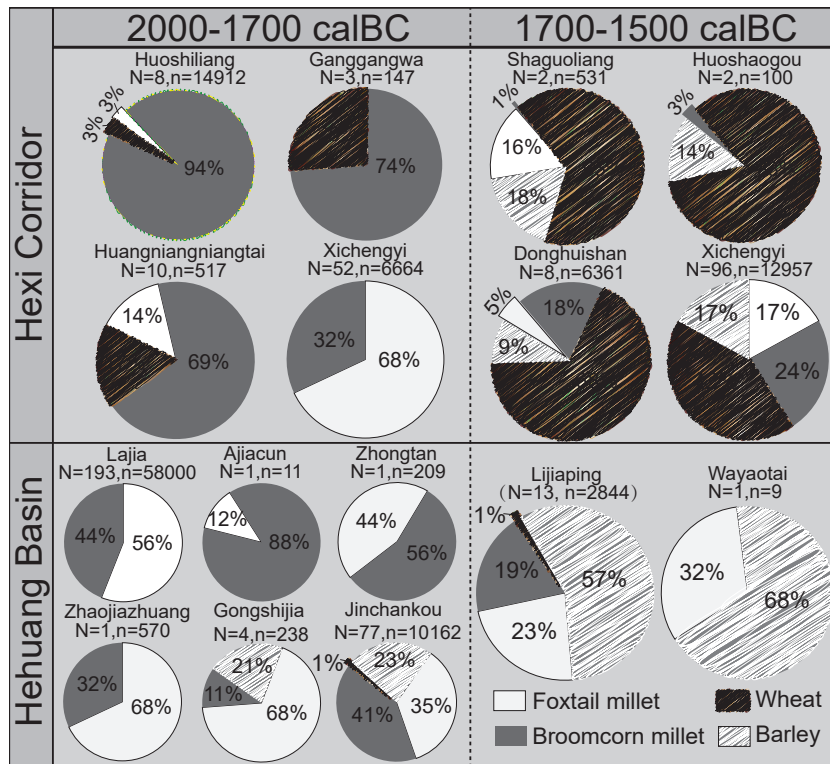 2000-1700 calBC
1700-1500 calBC
Hexi Corridor
Huoshiliang
N=8,n=14912
3%
3%
94%
Ganggangwa
N=3,n=147
74%
Shaguoliang
N=2,n=531
1%
16%
18%
Huoshaogou
N=2,n=100
3%
14%
Huangniangniangtai
N=10,n=517
14%
69%
Xichengyi
N=52,n=6664
32%
68%
Donghuishan
N=8,n=6361
5%
18%
9%
Xichengyi
N=96,n=12957
17%
17%
24%
Hehuang Basin
Lajia
N=193,n=58000
44%
56%
Ajiacun
N=1,n=11
12%
88%
Zhongtan
N=1,n=209
44%
56%
Lijiaping
(N=13, n=2844)
1%
19%
57%
23%
Wayaotai
N=1,n=9
32%
68%
Zhaojiazhuang
N=1,n=570
32%
68%
Gongshijia
N=4,n=238
21%
11%
68%
Jinchankou
N=77,n=10162
1%
23%
35%
41%
Foxtail millet
Wheat
Broomcorn millet
Barley